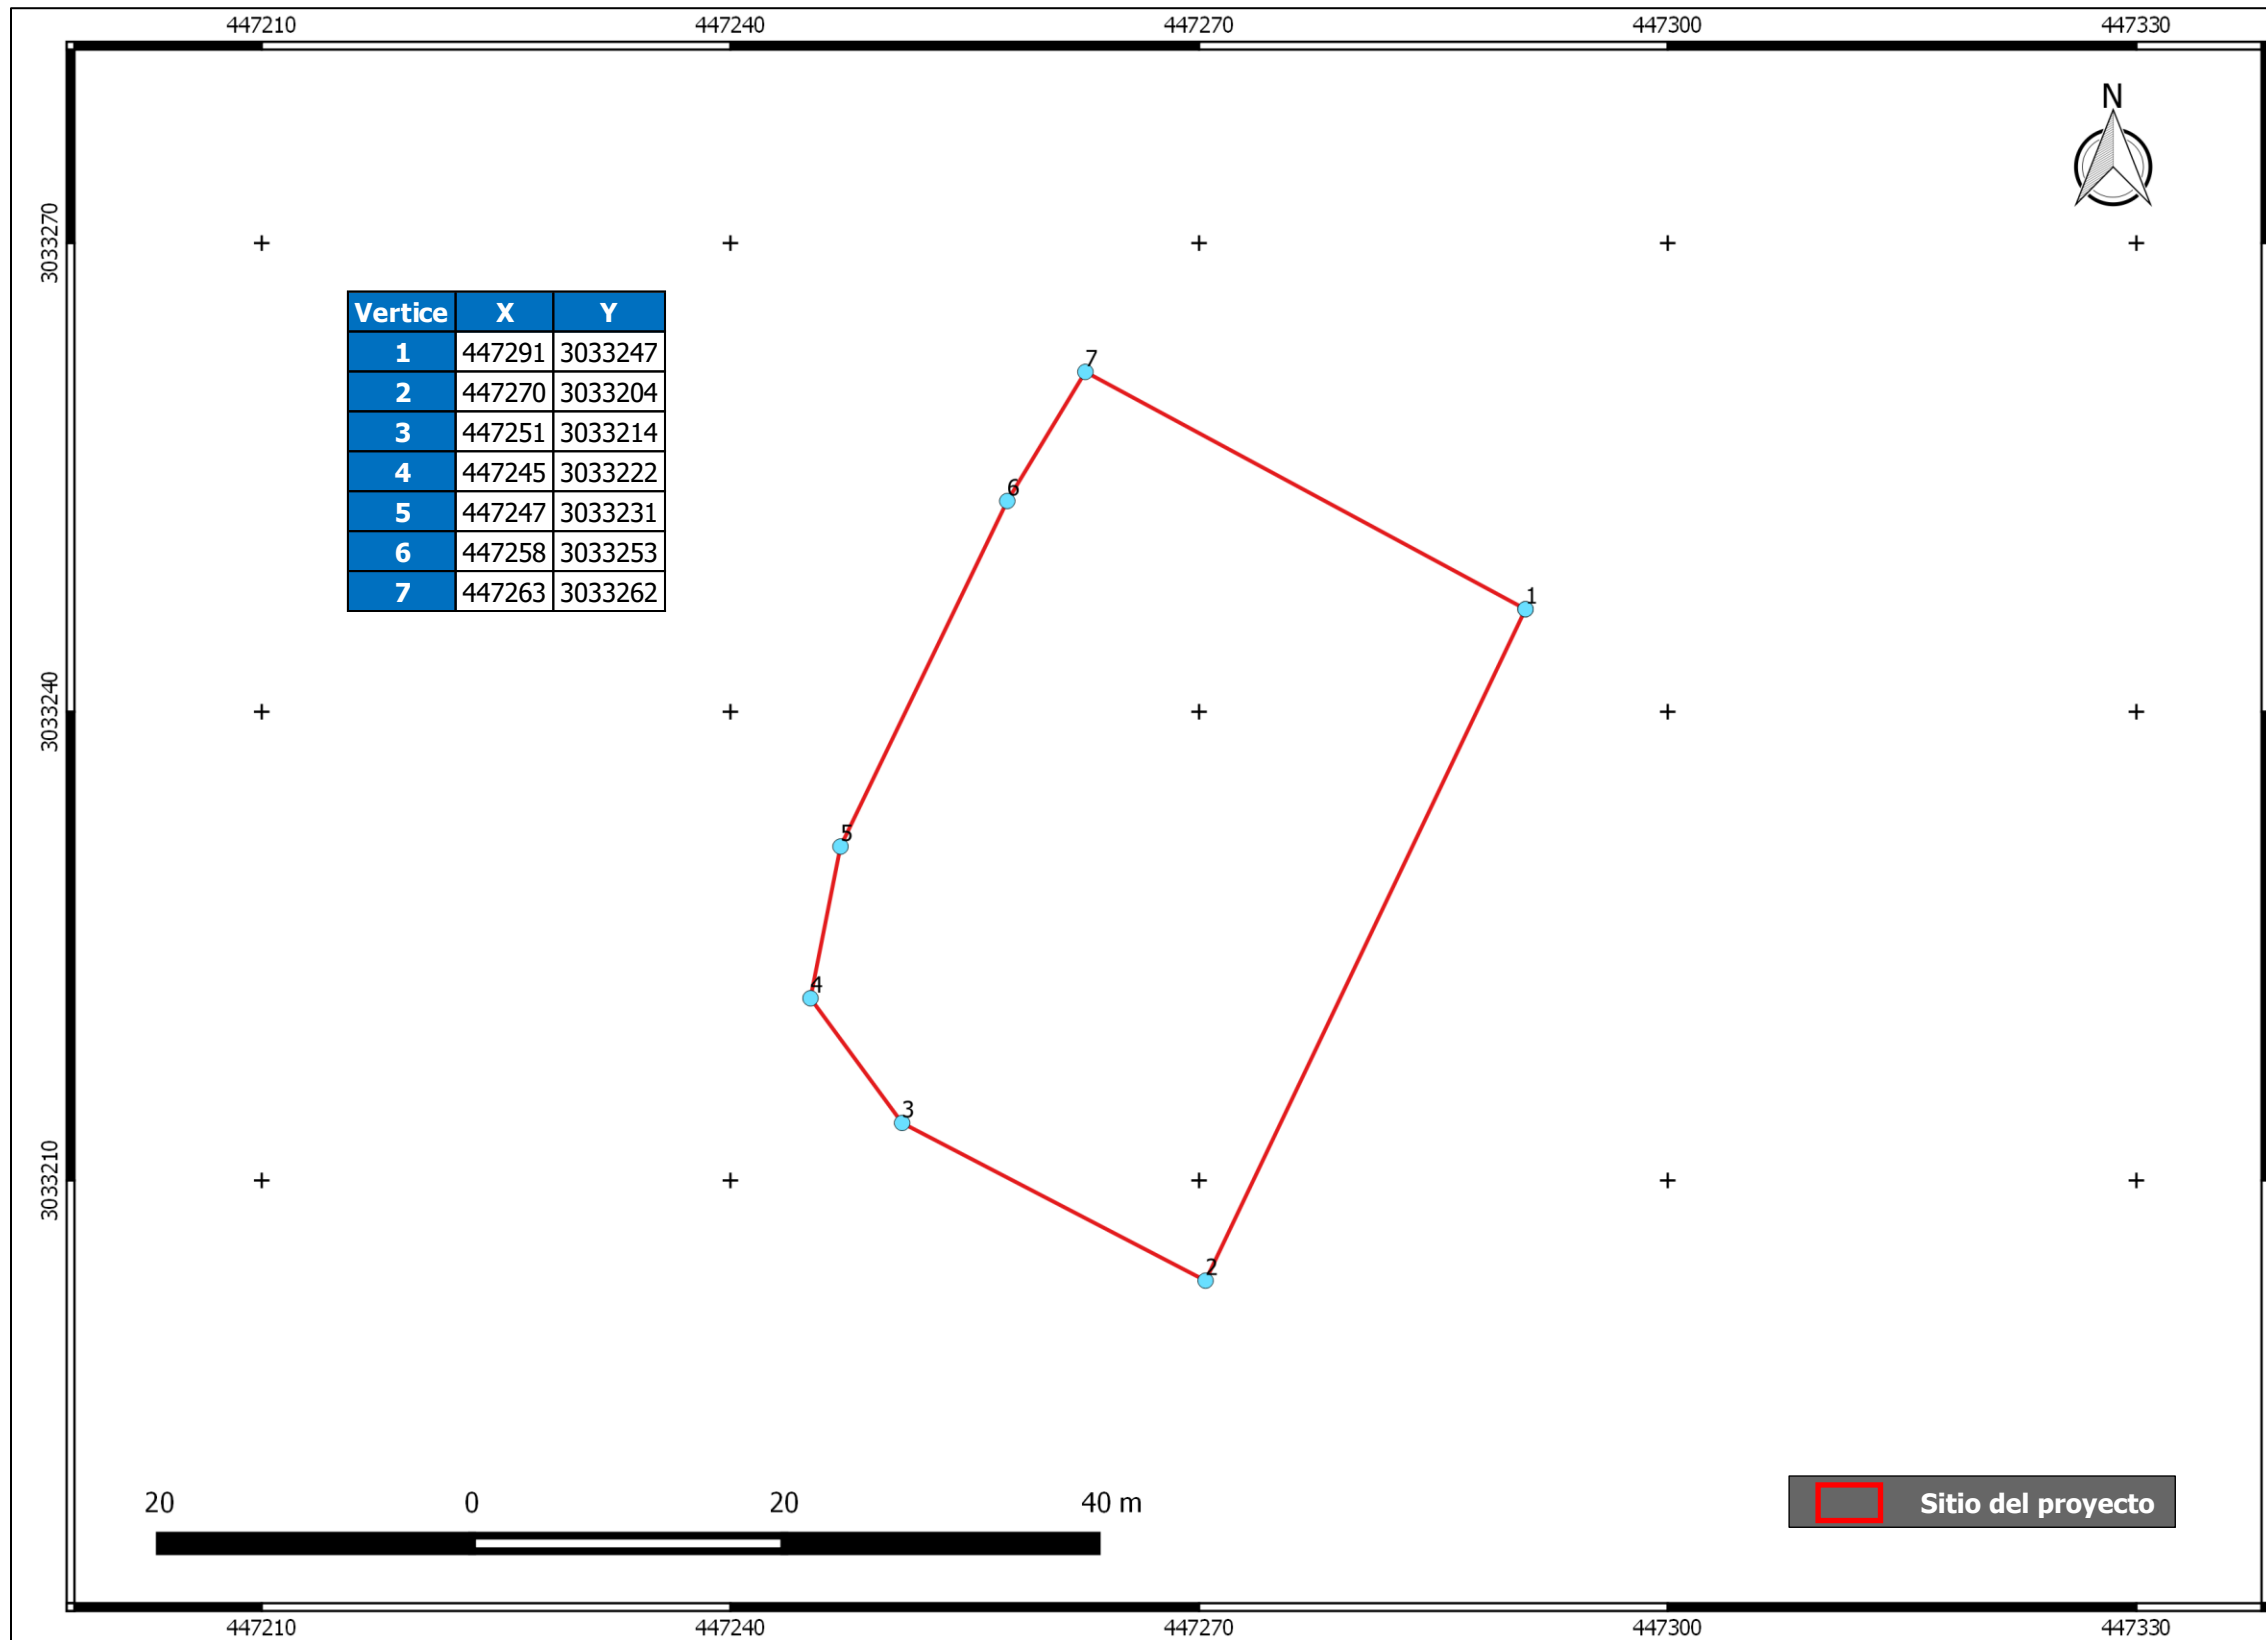 447210 447240 447270 447300 447330
N
3033270
Vertice X Y
1 447291 3033247
2 447270 3033204
3 447251 3033214
4 447245 3033222
5 447247 3033231
6 447258 3033253
7 447263 3033262
7
6
1
3033240
5
4
3
3033210
2
20 0 20 40 m
Sitio del proyecto
447210 447240 447270 447300 447330